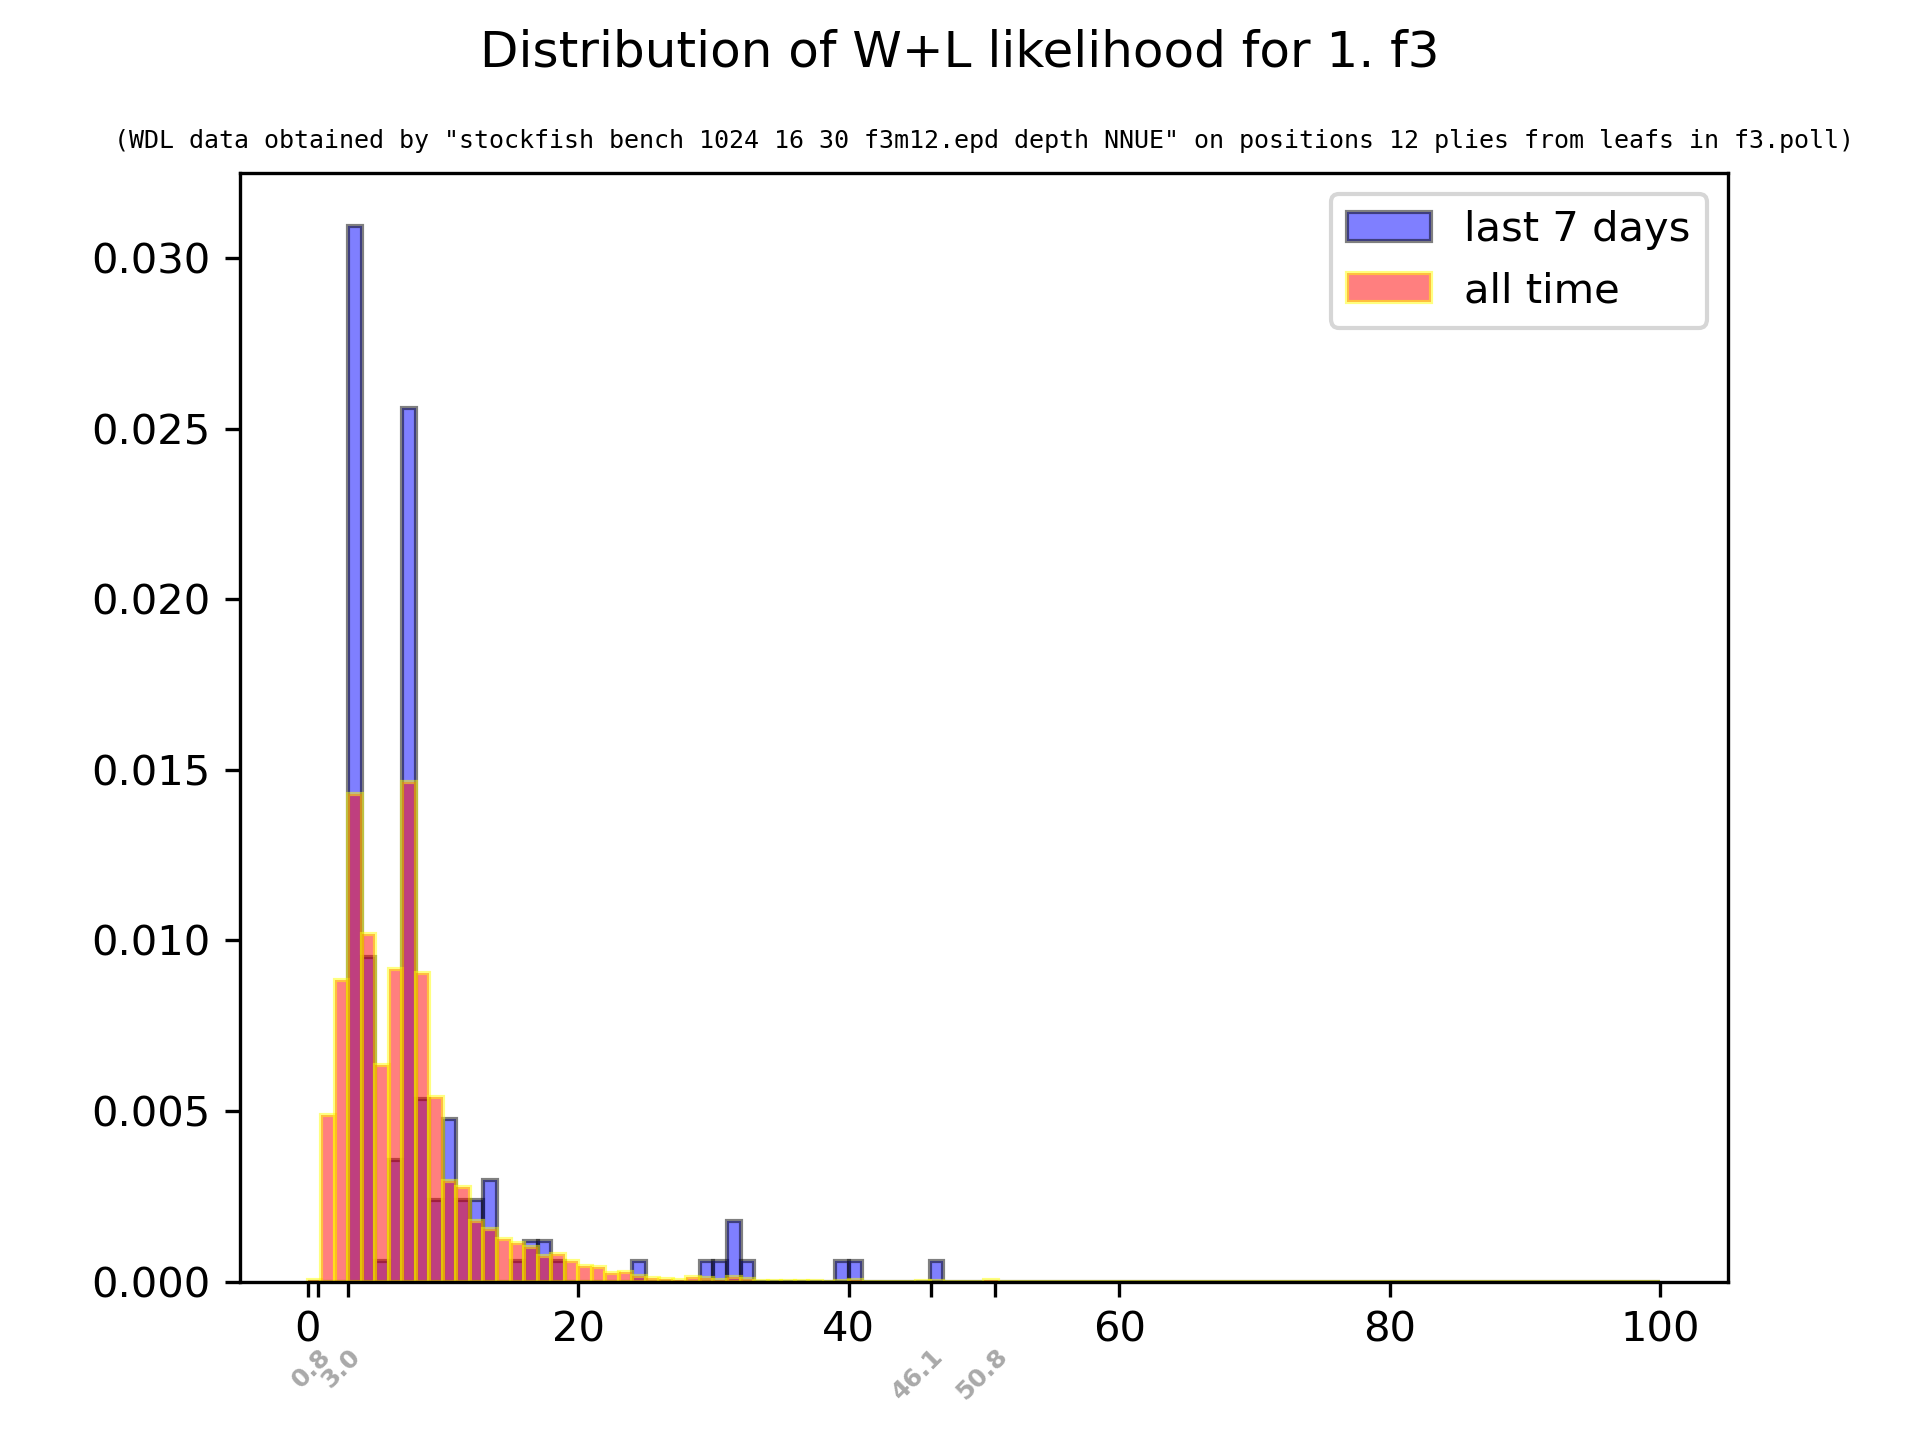 Distribution of W+L likelihood for 1. f3
(WDL data obtained by "stockfish bench 1024 16 30 f3m12.epd depth NNUE" on positions 12 plies from leafs in f3.poll)
last 7 days
all time
0.030
0.025
0.020
0.015
0.010
0.005
0.000
0 20 40 60 80 100
0.8 3.0 46.1 50.8